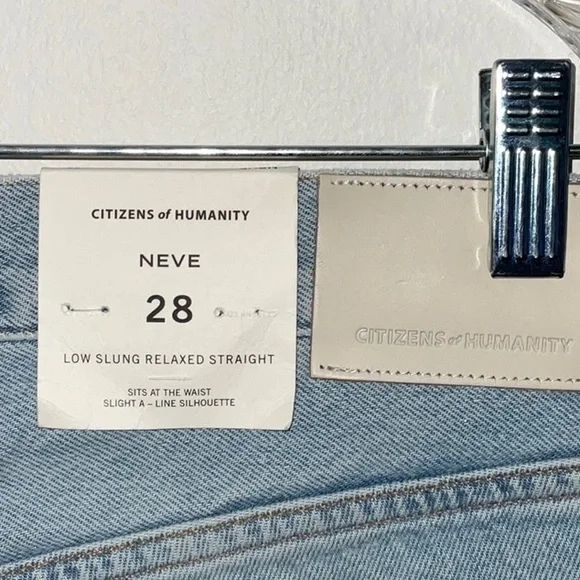 CITIZENS of HUMANITY
NEVE
28
LOW SLUNG RELAXED STRAIGHT
SITS AT THE WAIST
SLIGHT A – LINE SILHOUETTE
CITIZENS of HUMANITY